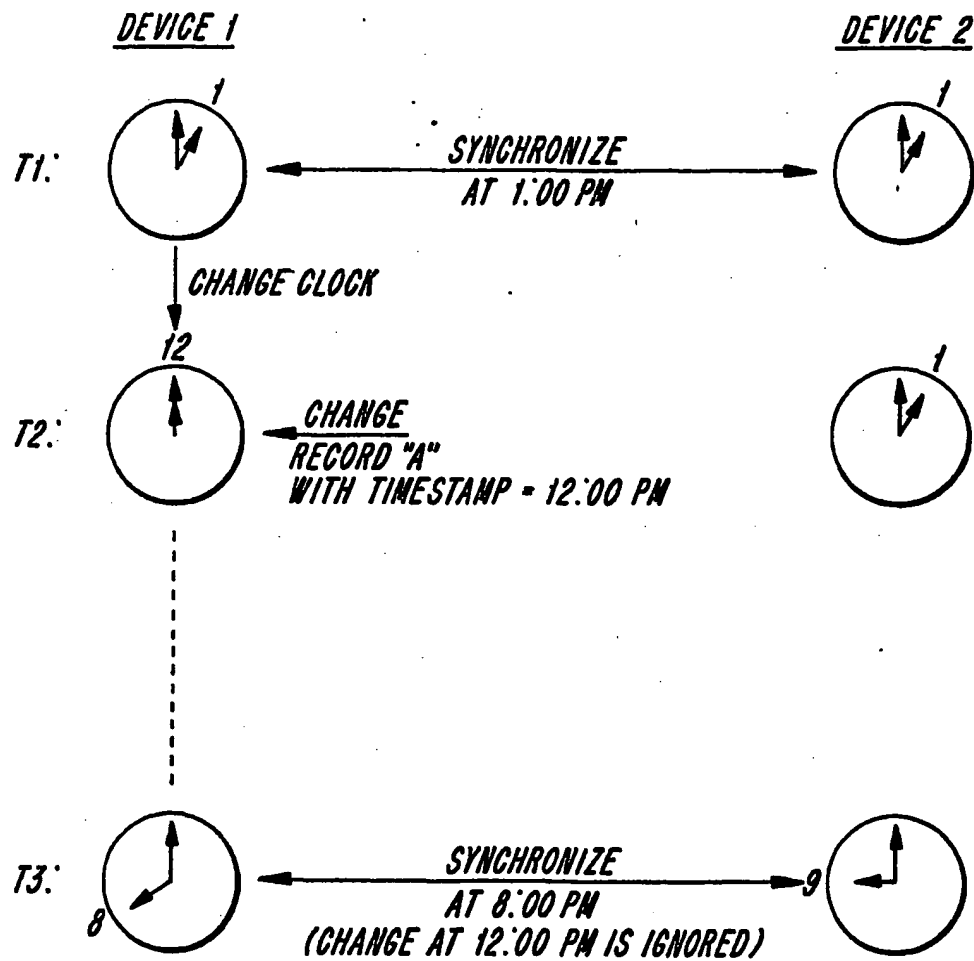 DEVICE 1
DEVICE 2
1
1
T1:
SYNCHRONIZE
AT 1:00 PM
CHANGE CLOCK
12
1
T2:
CHANGE
RECORD "A"
WITH TIMESTAMP = 12:00 PM
T3:
8
SYNCHRONIZE
AT 8:00 PM
(CHANGE AT 12:00 PM IS IGNORED)
9